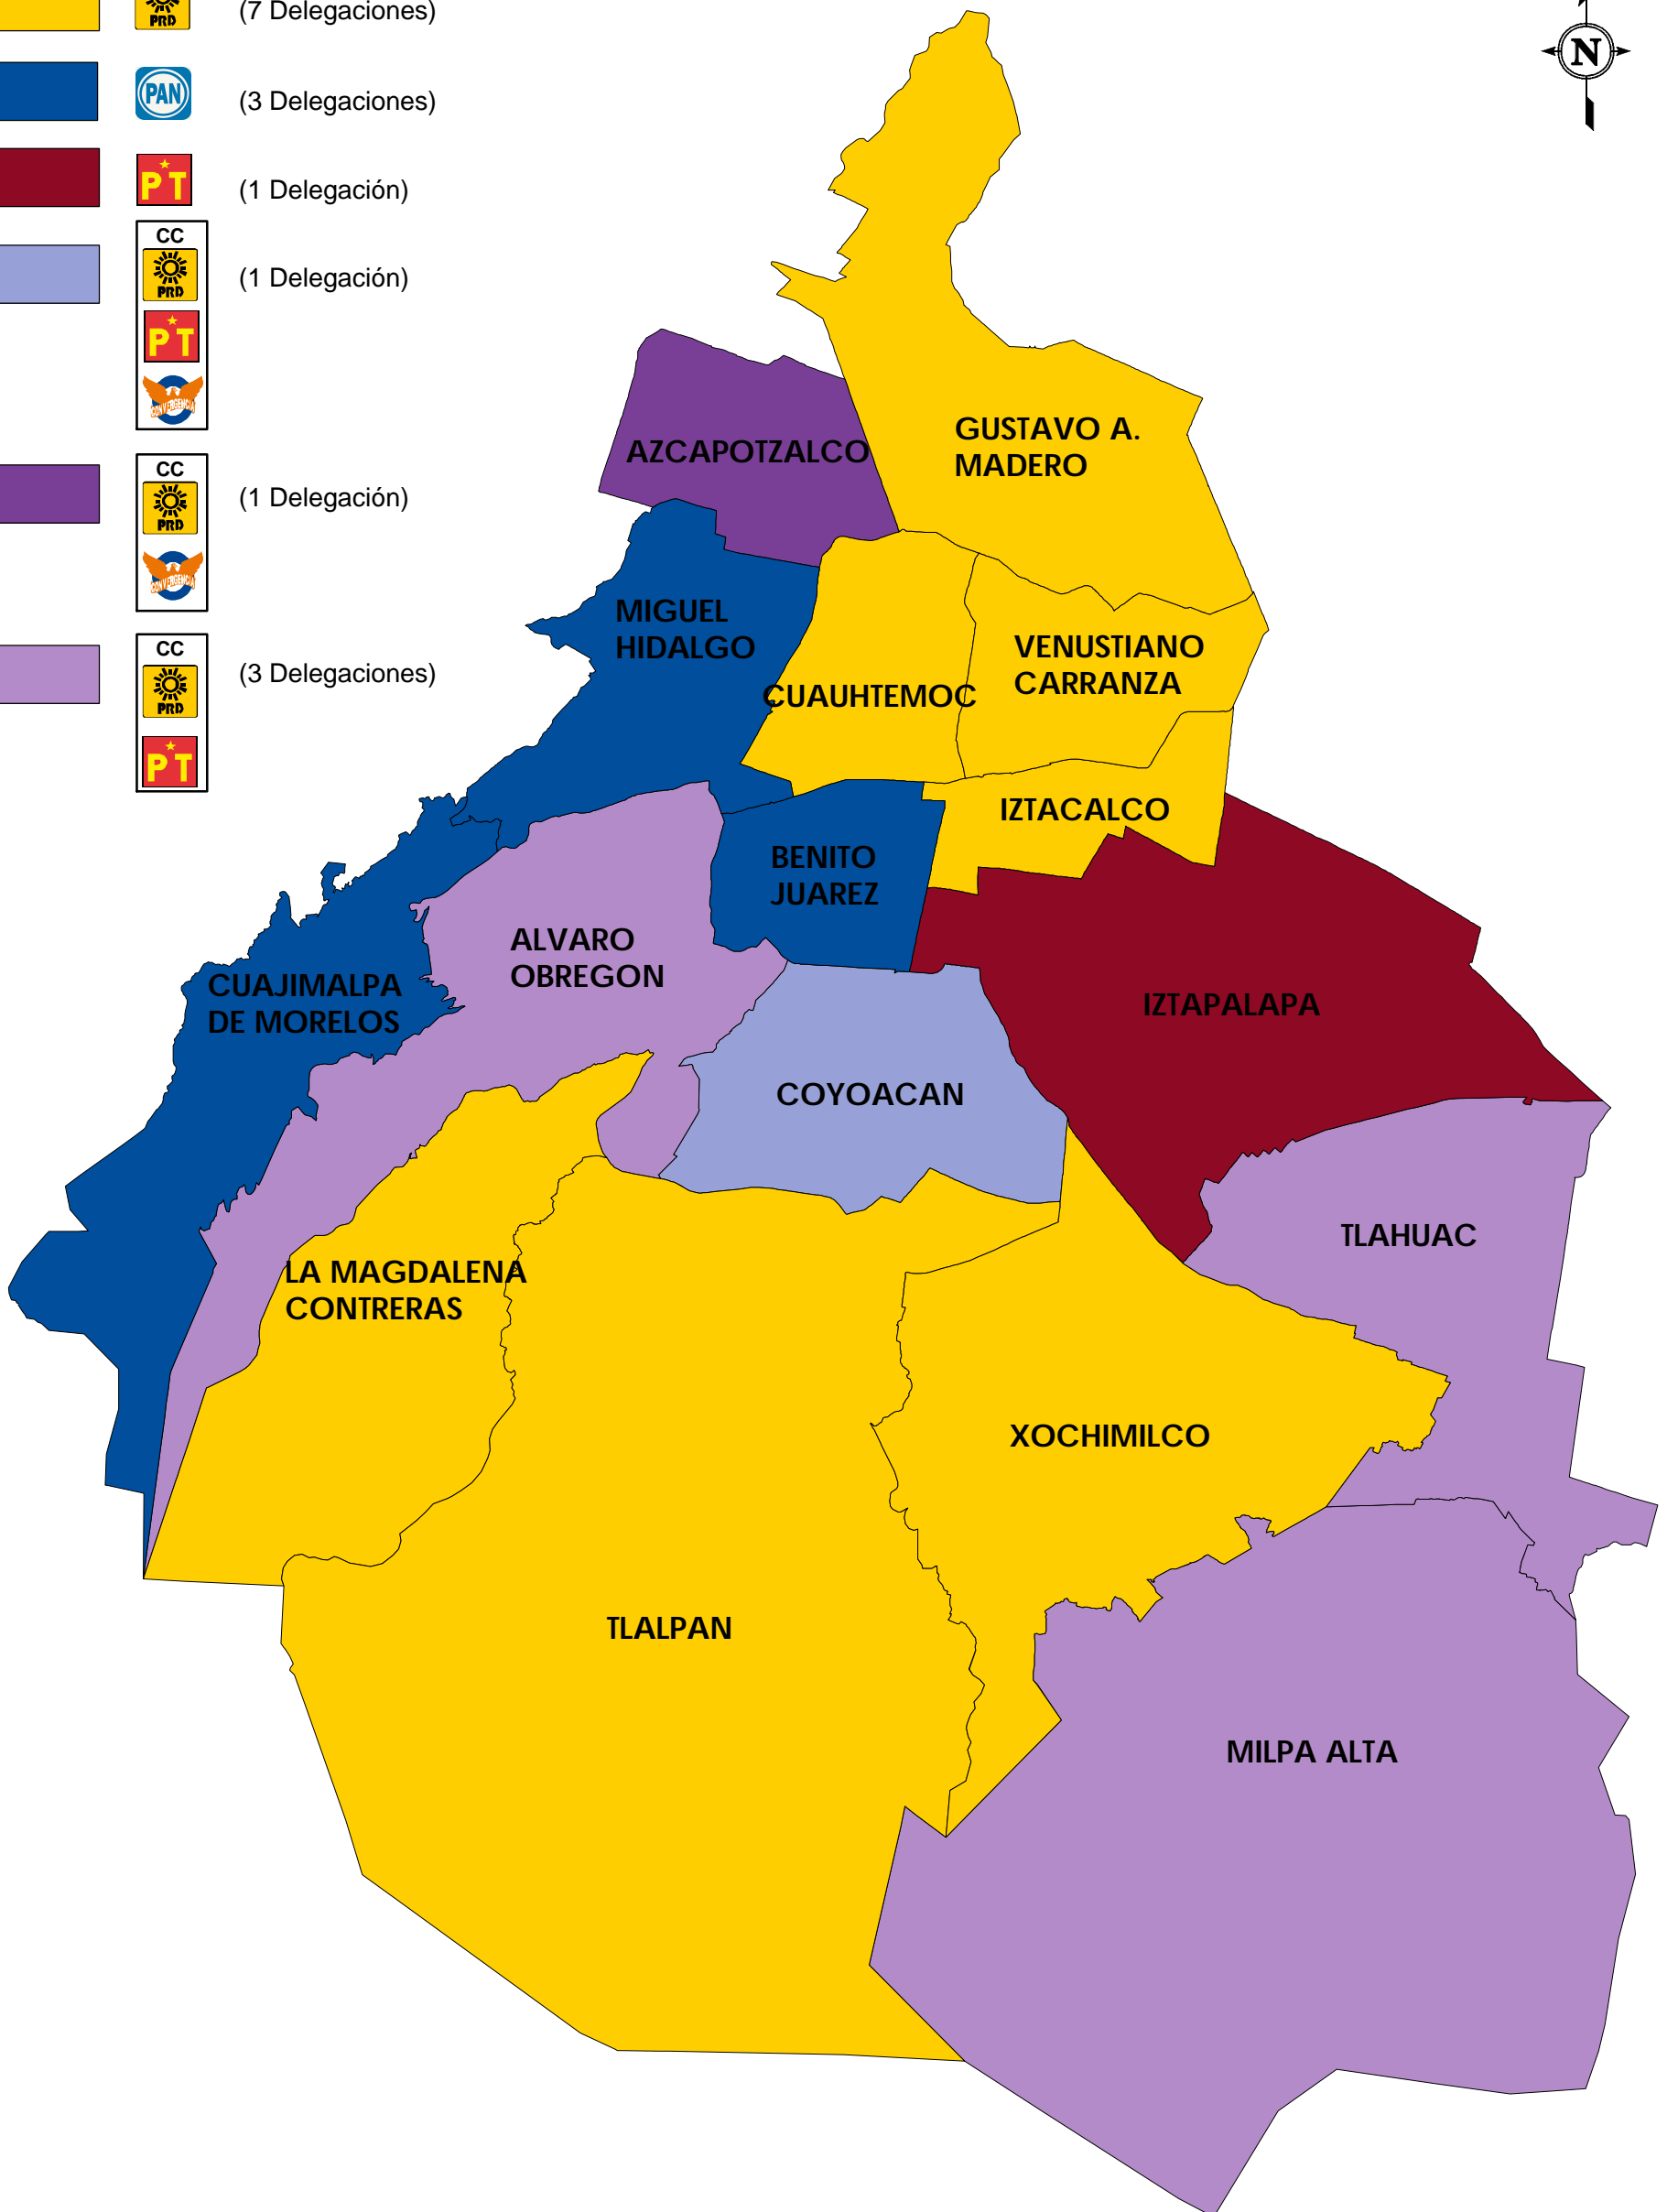 PRD
(7 Delegaciones)
N
PAN
(3 Delegaciones)
PT
(1 Delegación)
CC
PRD
(1 Delegación)
PT
CONVERGENCIA
CC
PRD
(1 Delegación)
CONVERGENCIA
CC
PRD
(3 Delegaciones)
PT
GUSTAVO A.
MADERO
AZCAPOTZALCO
MIGUEL
HIDALGO
VENUSTIANO
CARRANZA
CUAUHTEMOC
IZTACALCO
BENITO
JUAREZ
ALVARO
OBREGON
CUAJIMALPA
DE MORELOS
IZTAPALAPA
COYOACAN
TLAHUAC
LA MAGDALENA
CONTRERAS
XOCHIMILCO
TLALPAN
MILPA ALTA